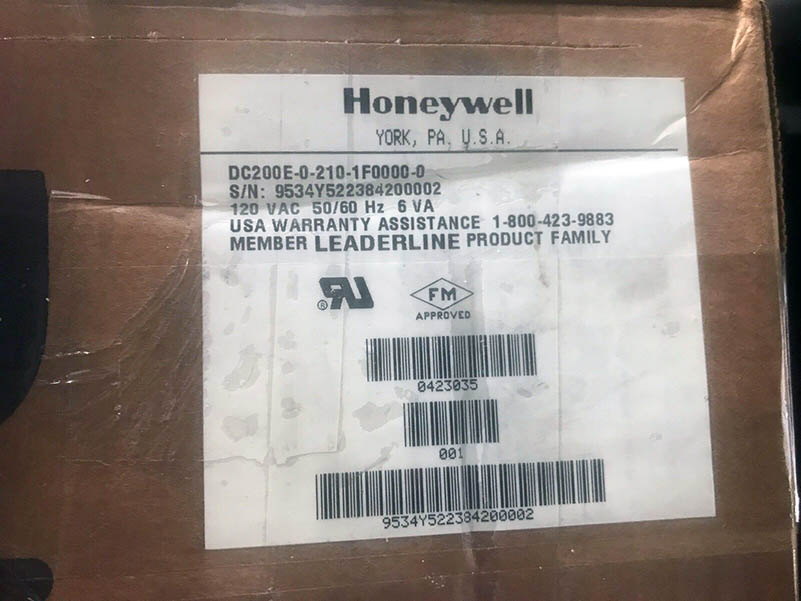 Honeywell
YORK, PA. U.S.A.
DC200E-0-210-1F0000-0
S/N: 9534Y522384200002
120 VAC 50/60 Hz 6 VA
USA WARRANTY ASSISTANCE 1-800-423-9883
MEMBER LEADERLINE PRODUCT FAMILY
® RU
FM
APPROVED
0423035
001
9534Y522384200002